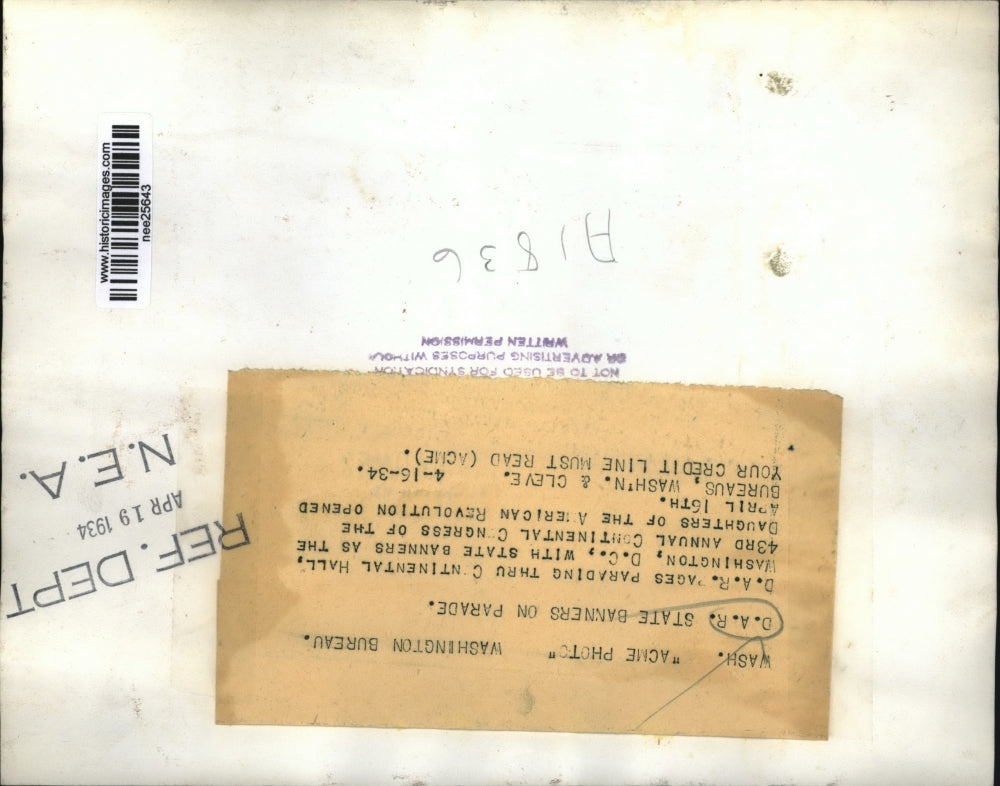 WASH. "ACME PHOTO" WASHINGTON BUREAU.
D.A.R. STATE BANNERS ON PARADE.
D.A.R. PAGES PARADING THRU CONTINENTAL HALL,
WASHINGTON, D.C., WITH STATE BANNERS AS THE
43RD ANNUAL CONTINENTAL CONGRESS OF THE
DAUGHTERS OF THE AMERICAN REVOLUTION OPENED
APRIL 16TH.
BUREAUS, WASH'N. & CLEVE. 4-16-34.
YOUR CREDIT LINE MUST READ (ACME).
NOT TO BE USED FOR SYNDICATION
OR ADVERTISING PURPOSES WITHOU
WRITTEN PERMISSION
A1836
REF. DEPT
APR 19 1934
N.E.A.
www.historicimages.com
nee25643